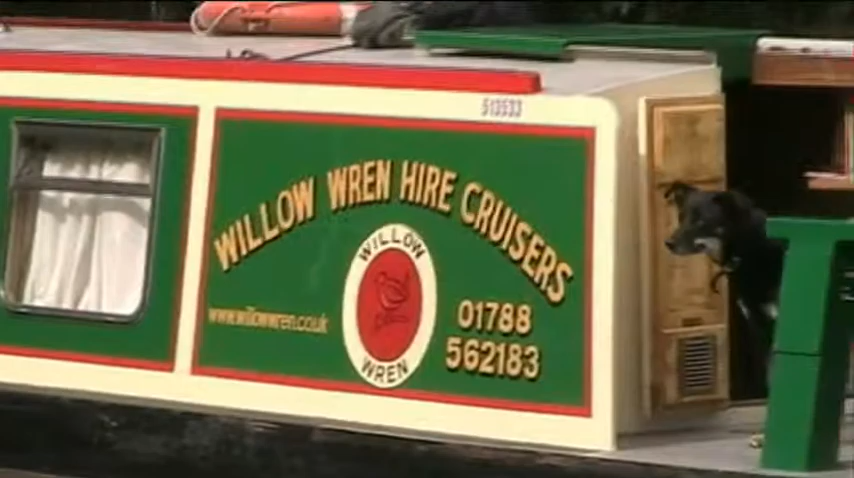 513533
WILLOW WREN HIRE CRUISERS
WILLOW
WREN
www.willowwren.co.uk
01788
562183